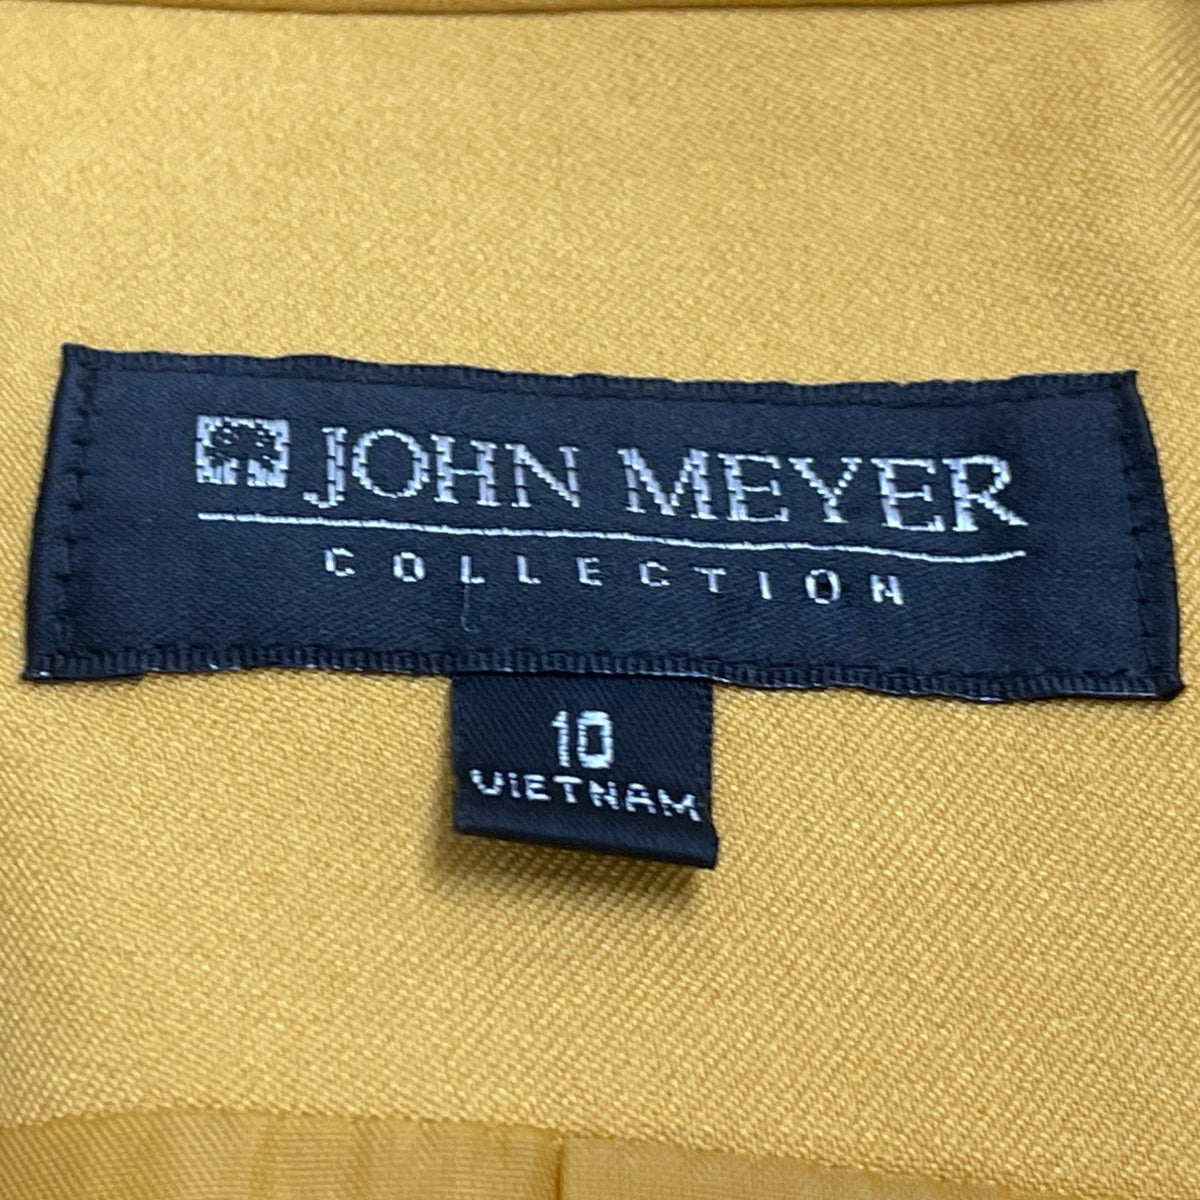 JOHN MEYER
COLLECTION
10
VIETNAM